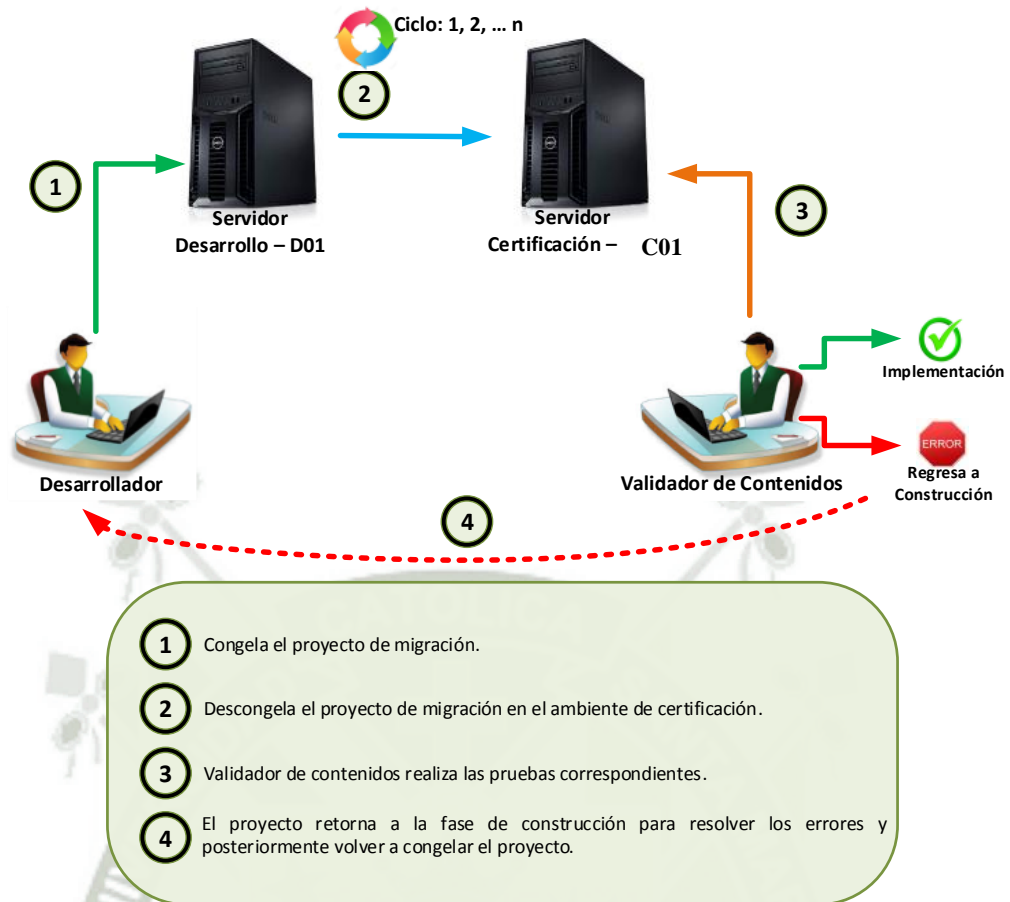 Ciclo: 1, 2, ... n
2
1
3
Servidor
Desarrollo – D01
Servidor
Certificación – C01
Implementación
ERROR
Regresa a
Construcción
Desarrollador
Validador de Contenidos
4
1 Congela el proyecto de migración.
2 Descongela el proyecto de migración en el ambiente de certificación.
3 Validador de contenidos realiza las pruebas correspondientes.
4 El proyecto retorna a la fase de construcción para resolver los errores y
posteriormente volver a congelar el proyecto.